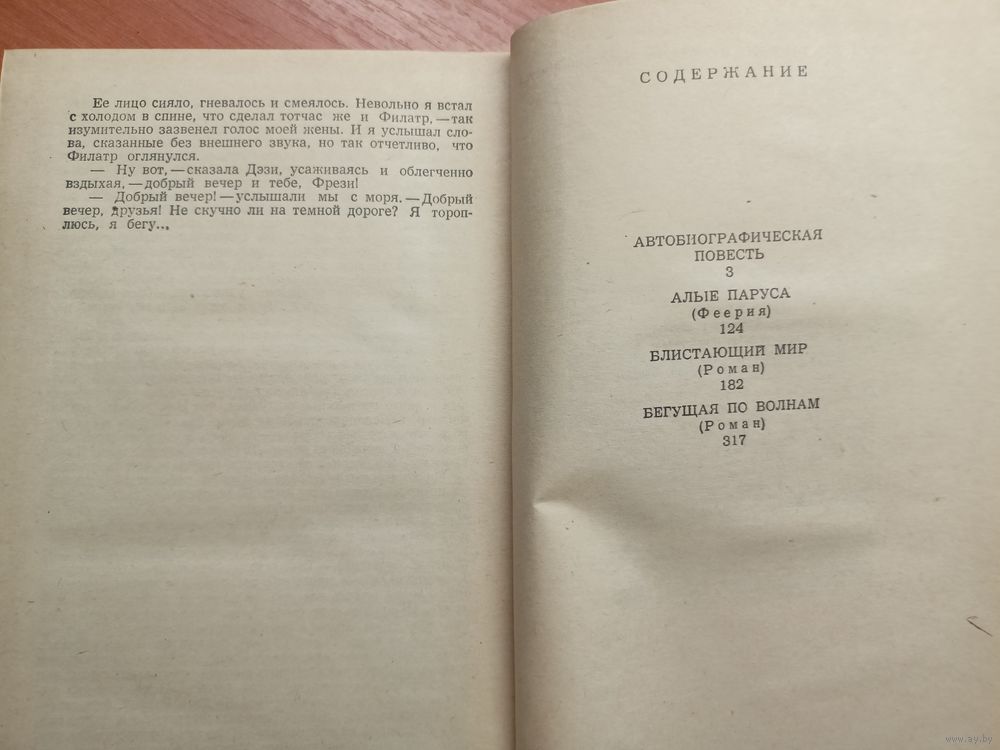 Ее лицо сияло, гневалось и смеялось. Невольно я встал
с холодом в спине, что сделал тотчас же и Филатр,—так
изумительно зазвенел голос моей жены. И я услышал сло-
ва, сказанные без внешнего звука, но так отчетливо, что
Филатр оглянулся.
— Ну вот,—сказала Дэзи, усаживаясь и облегченно
вздыхая,—добрый вечер и тебе, Фрези!
— Добрый вечер!—услышали мы с моря.—Добрый
вечер, друзья! Не скучно ли на темной дороге? Я тороп-
люсь, я бегу...
СОДЕРЖАНИЕ
АВТОБИОГРАФИЧЕСКАЯ
ПОВЕСТЬ
3
АЛЫЕ ПАРУСА
(Феерия)
124
БЛИСТАЮЩИЙ МИР
(Роман)
182
БЕГУЩАЯ ПО ВОЛНАМ
(Роман)
317
www.ay.by